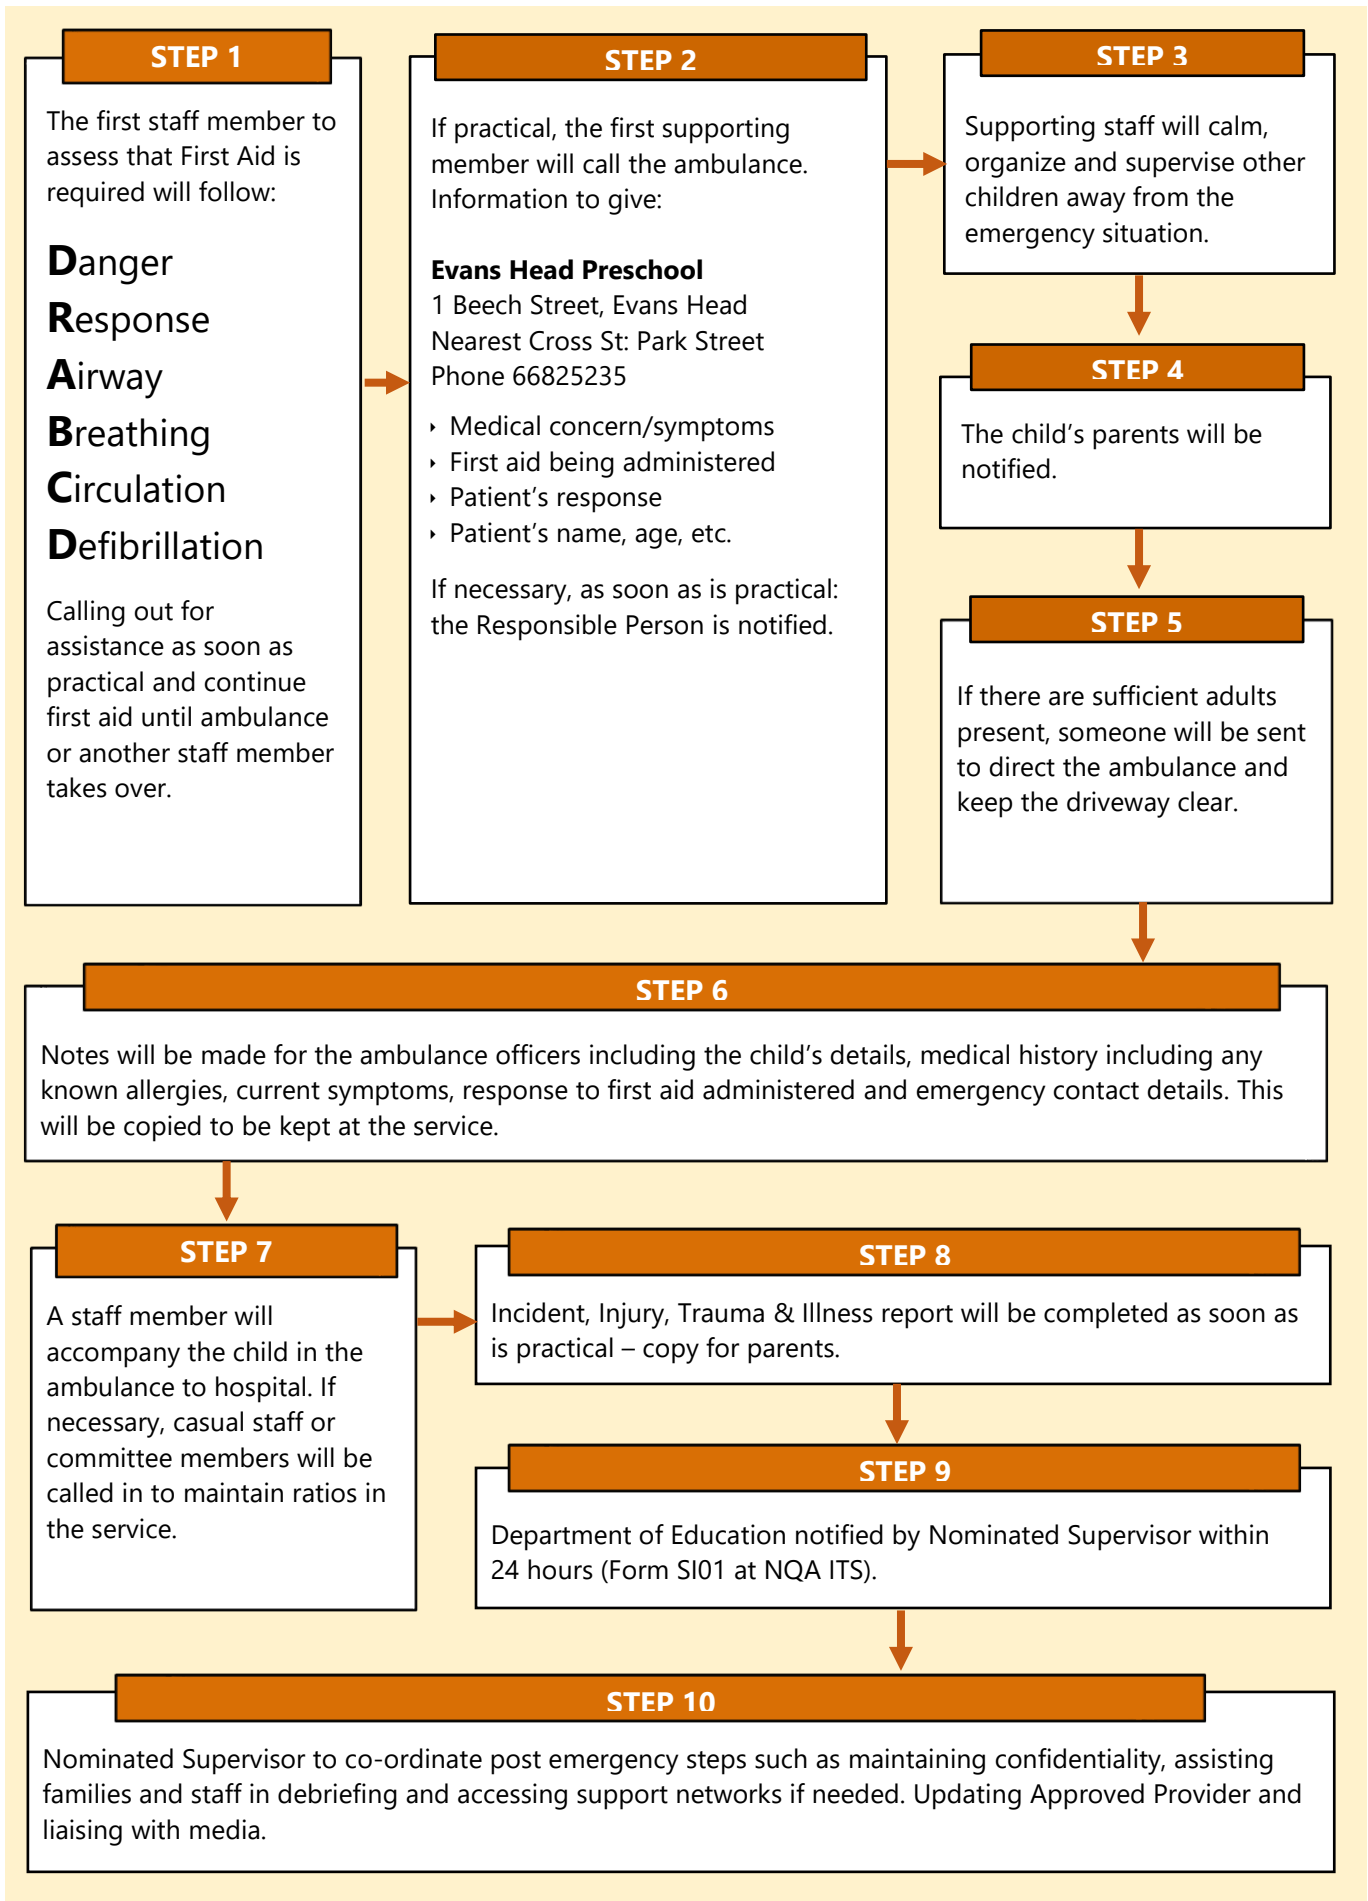 STEP 1
The first staff member to
assess that First Aid is
required will follow:
Danger
Response
Airway
Breathing
Circulation
Defibrillation
Calling out for
assistance as soon as
practical and continue
first aid until ambulance
or another staff member
takes over.
STEP 2
If practical, the first supporting
member will call the ambulance.
Information to give:
Evans Head Preschool
1 Beech Street, Evans Head
Nearest Cross St: Park Street
Phone 66825235
‣ Medical concern/symptoms
‣ First aid being administered
‣ Patient’s response
‣ Patient’s name, age, etc.
If necessary, as soon as is practical:
the Responsible Person is notified.
STEP 3
Supporting staff will calm,
organize and supervise other
children away from the
emergency situation.
STEP 4
The child’s parents will be
notified.
STEP 5
If there are sufficient adults
present, someone will be sent
to direct the ambulance and
keep the driveway clear.
STEP 6
Notes will be made for the ambulance officers including the child’s details, medical history including any
known allergies, current symptoms, response to first aid administered and emergency contact details. This
will be copied to be kept at the service.
STEP 7
A staff member will
accompany the child in the
ambulance to hospital. If
necessary, casual staff or
committee members will be
called in to maintain ratios in
the service.
STEP 8
Incident, Injury, Trauma & Illness report will be completed as soon as
is practical – copy for parents.
STEP 9
Department of Education notified by Nominated Supervisor within
24 hours (Form SI01 at NQA ITS).
STEP 10
Nominated Supervisor to co-ordinate post emergency steps such as maintaining confidentiality, assisting
families and staff in debriefing and accessing support networks if needed. Updating Approved Provider and
liaising with media.